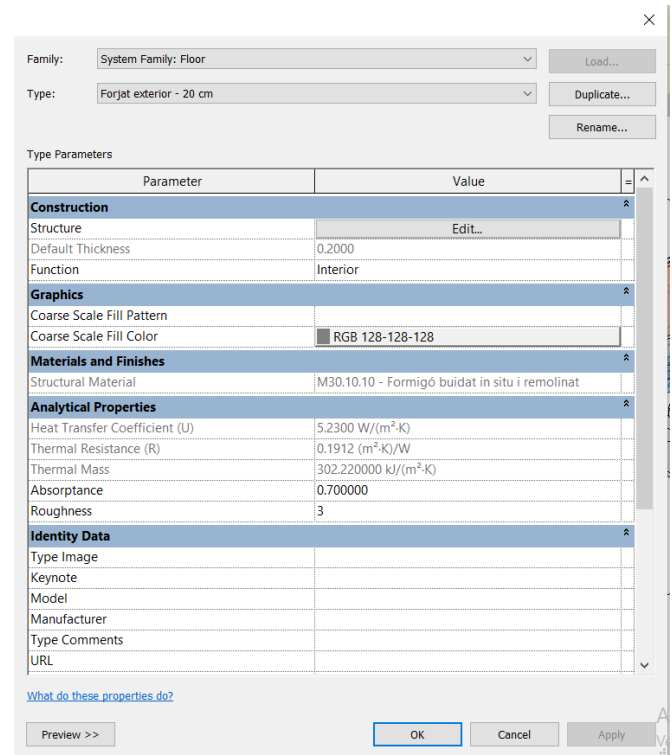 Family: System Family: Floor Load...
Type: Forjat exterior - 20 cm Duplicate...
Rename...
Type Parameters
Parameter Value =
Construction
Structure Edit...
Default Thickness 0.2000
Function Interior
Graphics
Coarse Scale Fill Pattern
Coarse Scale Fill Color RGB 128-128-128
Materials and Finishes
Structural Material M30.10.10 - Formigó buidat in situ i remolinat
Analytical Properties
Heat Transfer Coefficient (U) 5.2300 W/(m²·K)
Thermal Resistance (R) 0.1912 (m²·K)/W
Thermal Mass 302.220000 kJ/(m²·K)
Absorptance 0.700000
Roughness 3
Identity Data
Type Image
Keynote
Model
Manufacturer
Type Comments
URL
What do these properties do?
Preview >> OK Cancel Apply